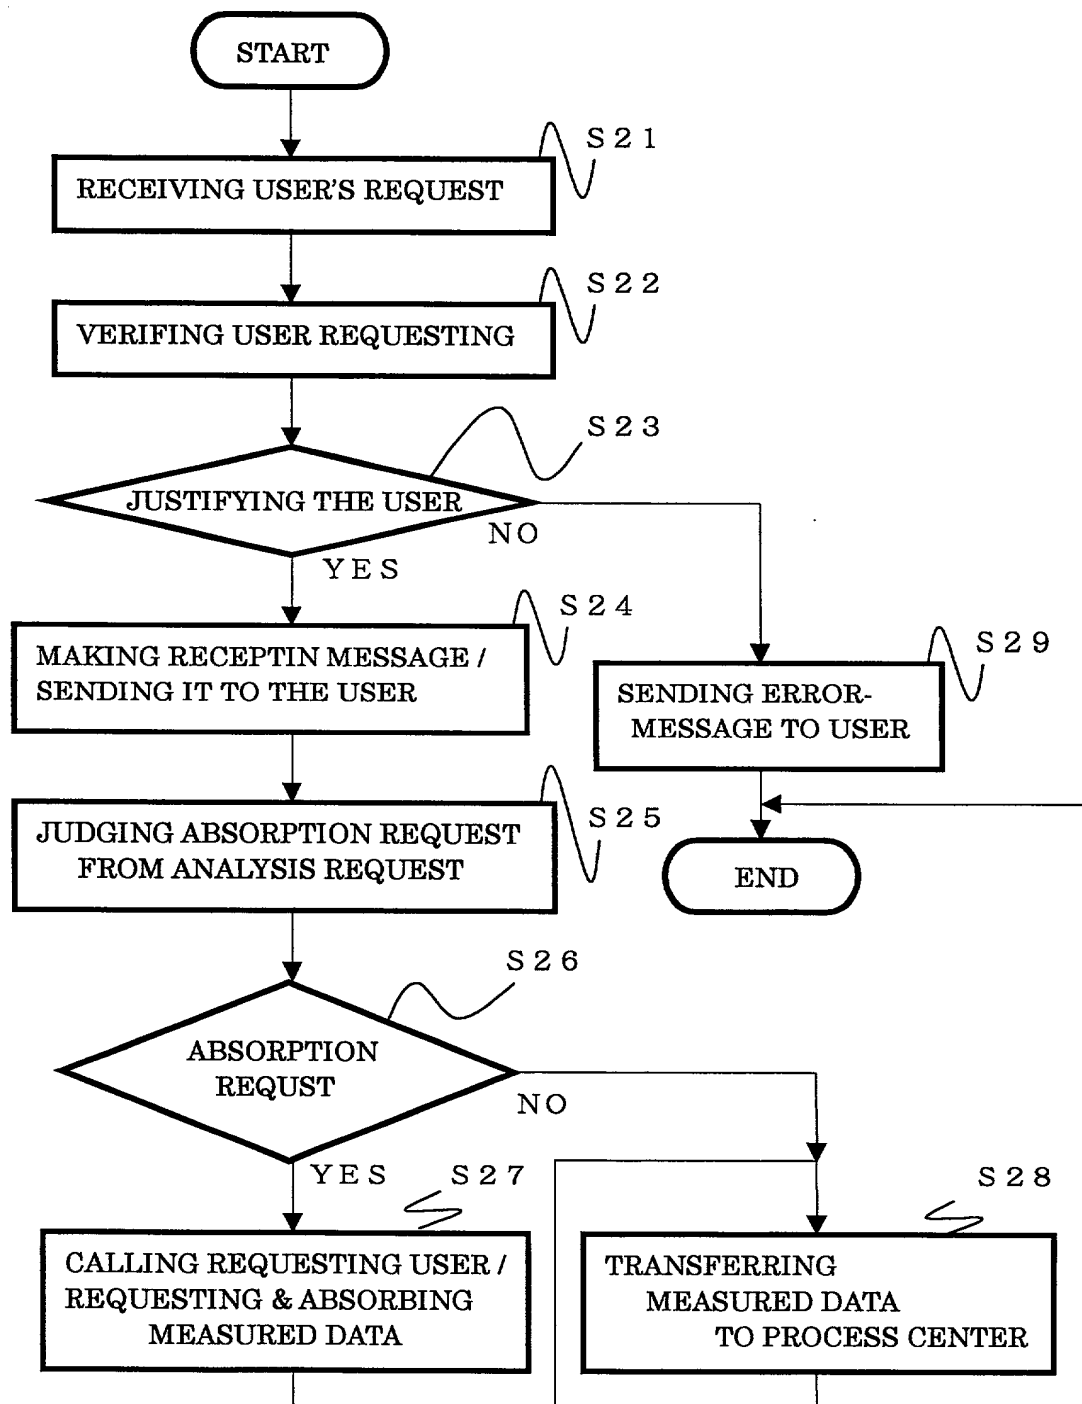 START
S21
RECEIVING USER'S REQUEST
S22
VERIFING USER REQUESTING
S23
JUSTIFYING THE USER
NO
YES
S24
MAKING RECEPTIN MESSAGE /
SENDING IT TO THE USER
S29
SENDING ERROR-
MESSAGE TO USER
S25
JUDGING ABSORPTION REQUEST
FROM ANALYSIS REQUEST
END
S26
ABSORPTION
REQUST
NO
YES
S27
CALLING REQUESTING USER /
REQUESTING & ABSORBING
MEASURED DATA
S28
TRANSFERRING
MEASURED DATA
TO PROCESS CENTER